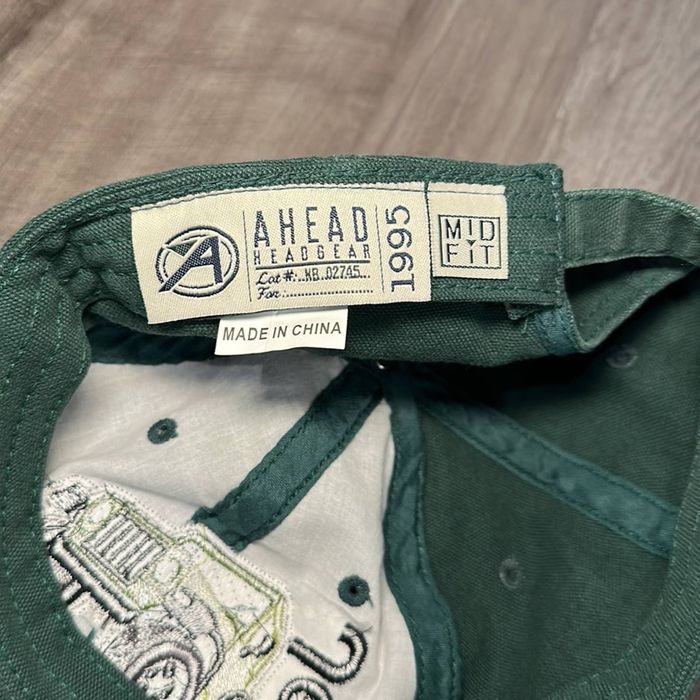 AHEAD
HEADGEAR
Lot #:..KB..02745...
For:
1995
MID
FIT
MADE IN CHINA